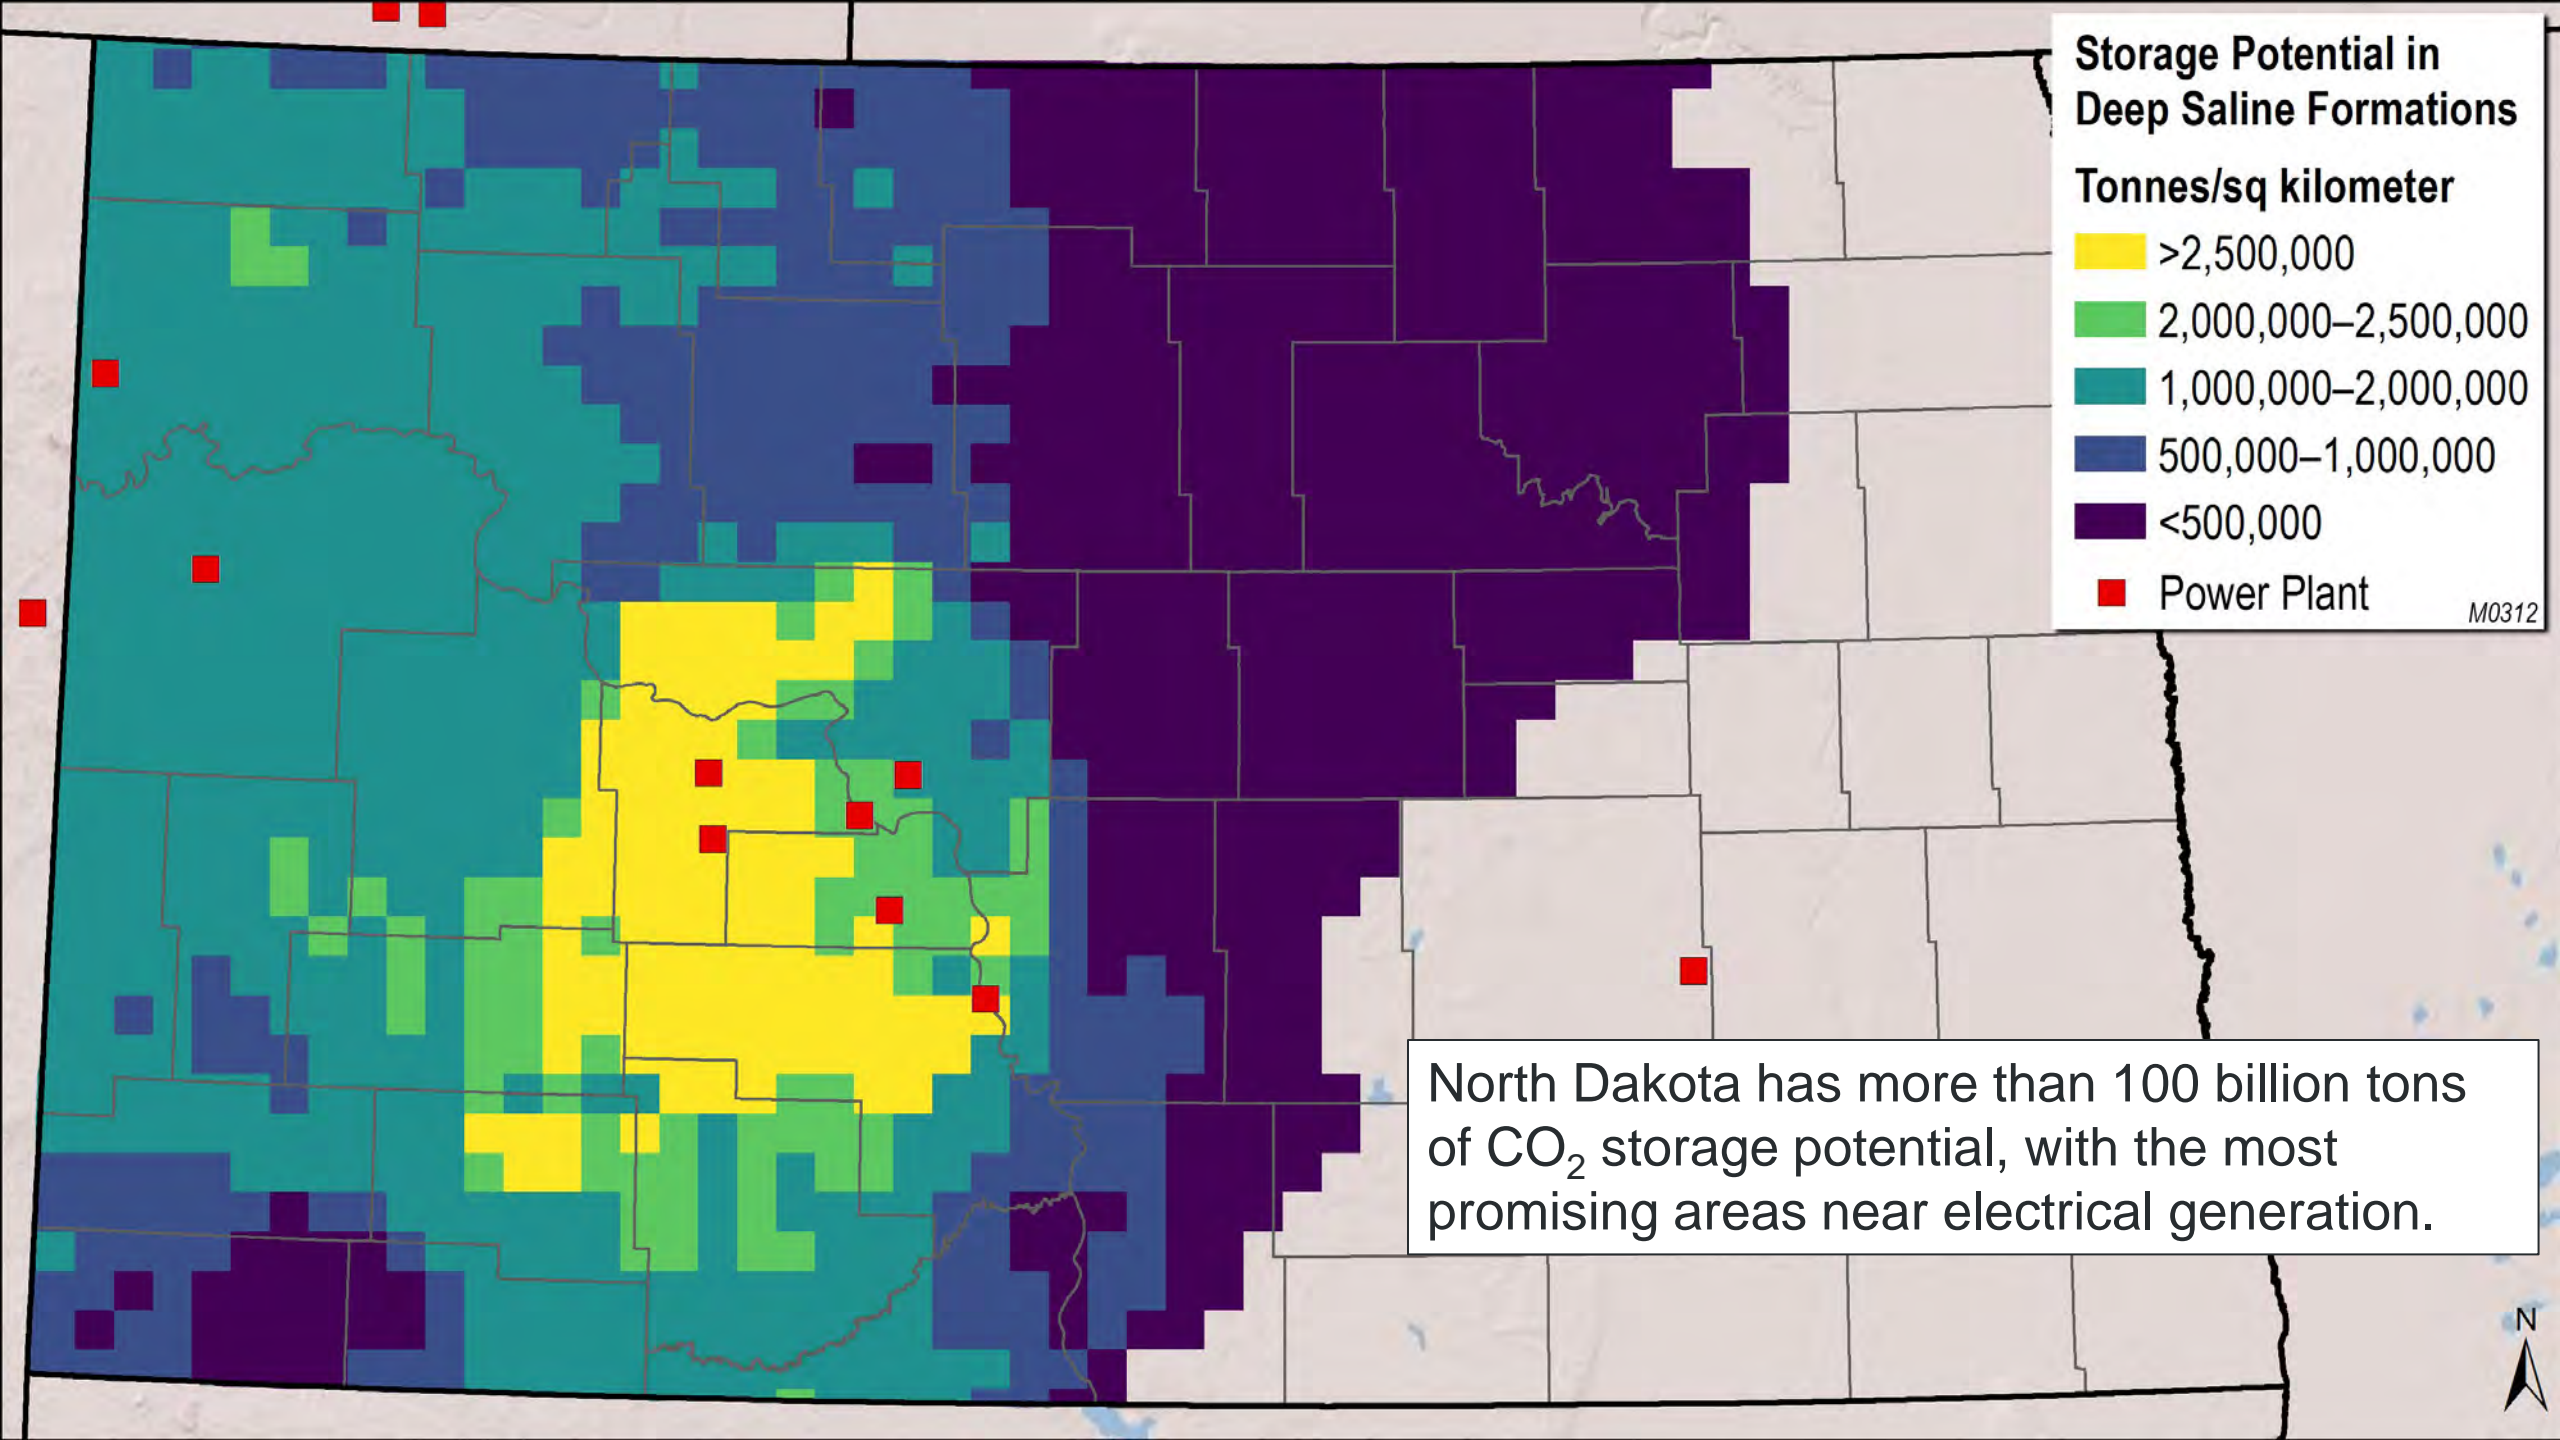 Storage Potential in
Deep Saline Formations
Tonnes/sq kilometer
>2,500,000
2,000,000–2,500,000
1,000,000–2,000,000
500,000–1,000,000
<500,000
Power Plant
M0312
North Dakota has more than 100 billion tons
of CO₂ storage potential, with the most
promising areas near electrical generation.
N